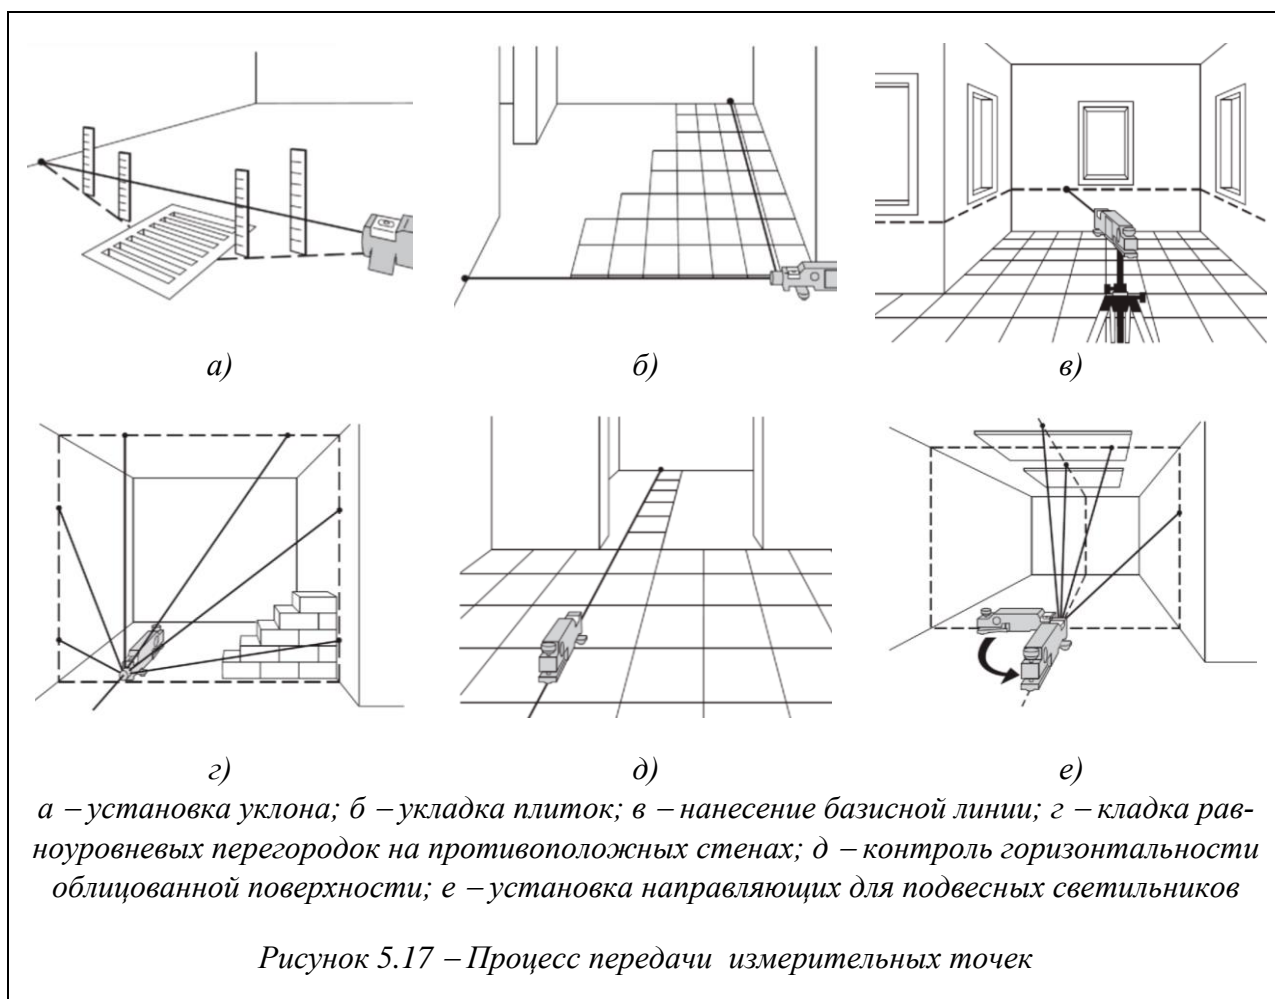 а)
б)
в)
г)
д)
е)
а – установка уклона; б – укладка плиток; в – нанесение базисной линии; г – кладка рав-
ноуровневых перегородок на противоположных стенах; д – контроль горизонтальности
облицованной поверхности; е – установка направляющих для подвесных светильников
Рисунок 5.17 – Процесс передачи измерительных точек